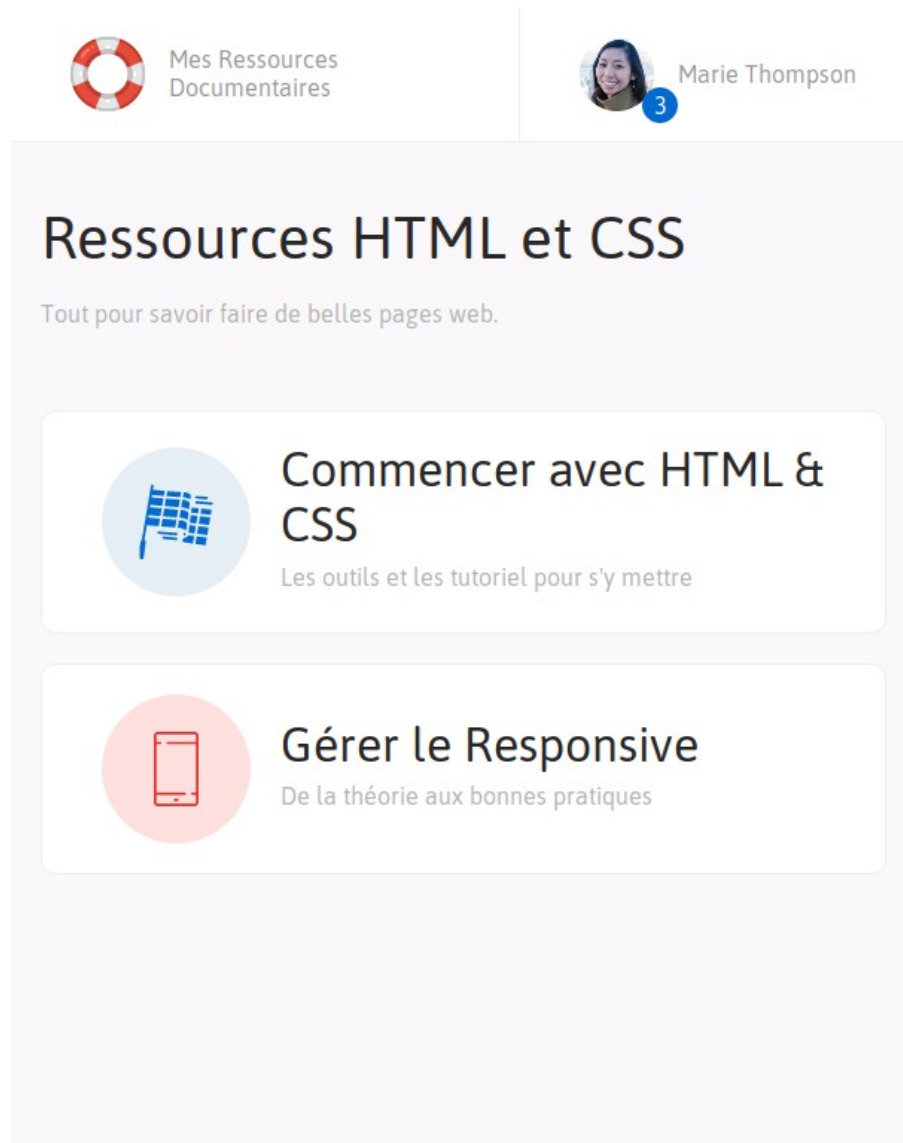 Mes Ressources
Documentaires
Marie Thompson
3
Ressources HTML et CSS
Tout pour savoir faire de belles pages web.
Commencer avec HTML &
CSS
Les outils et les tutoriel pour s'y mettre
Gérer le Responsive
De la théorie aux bonnes pratiques